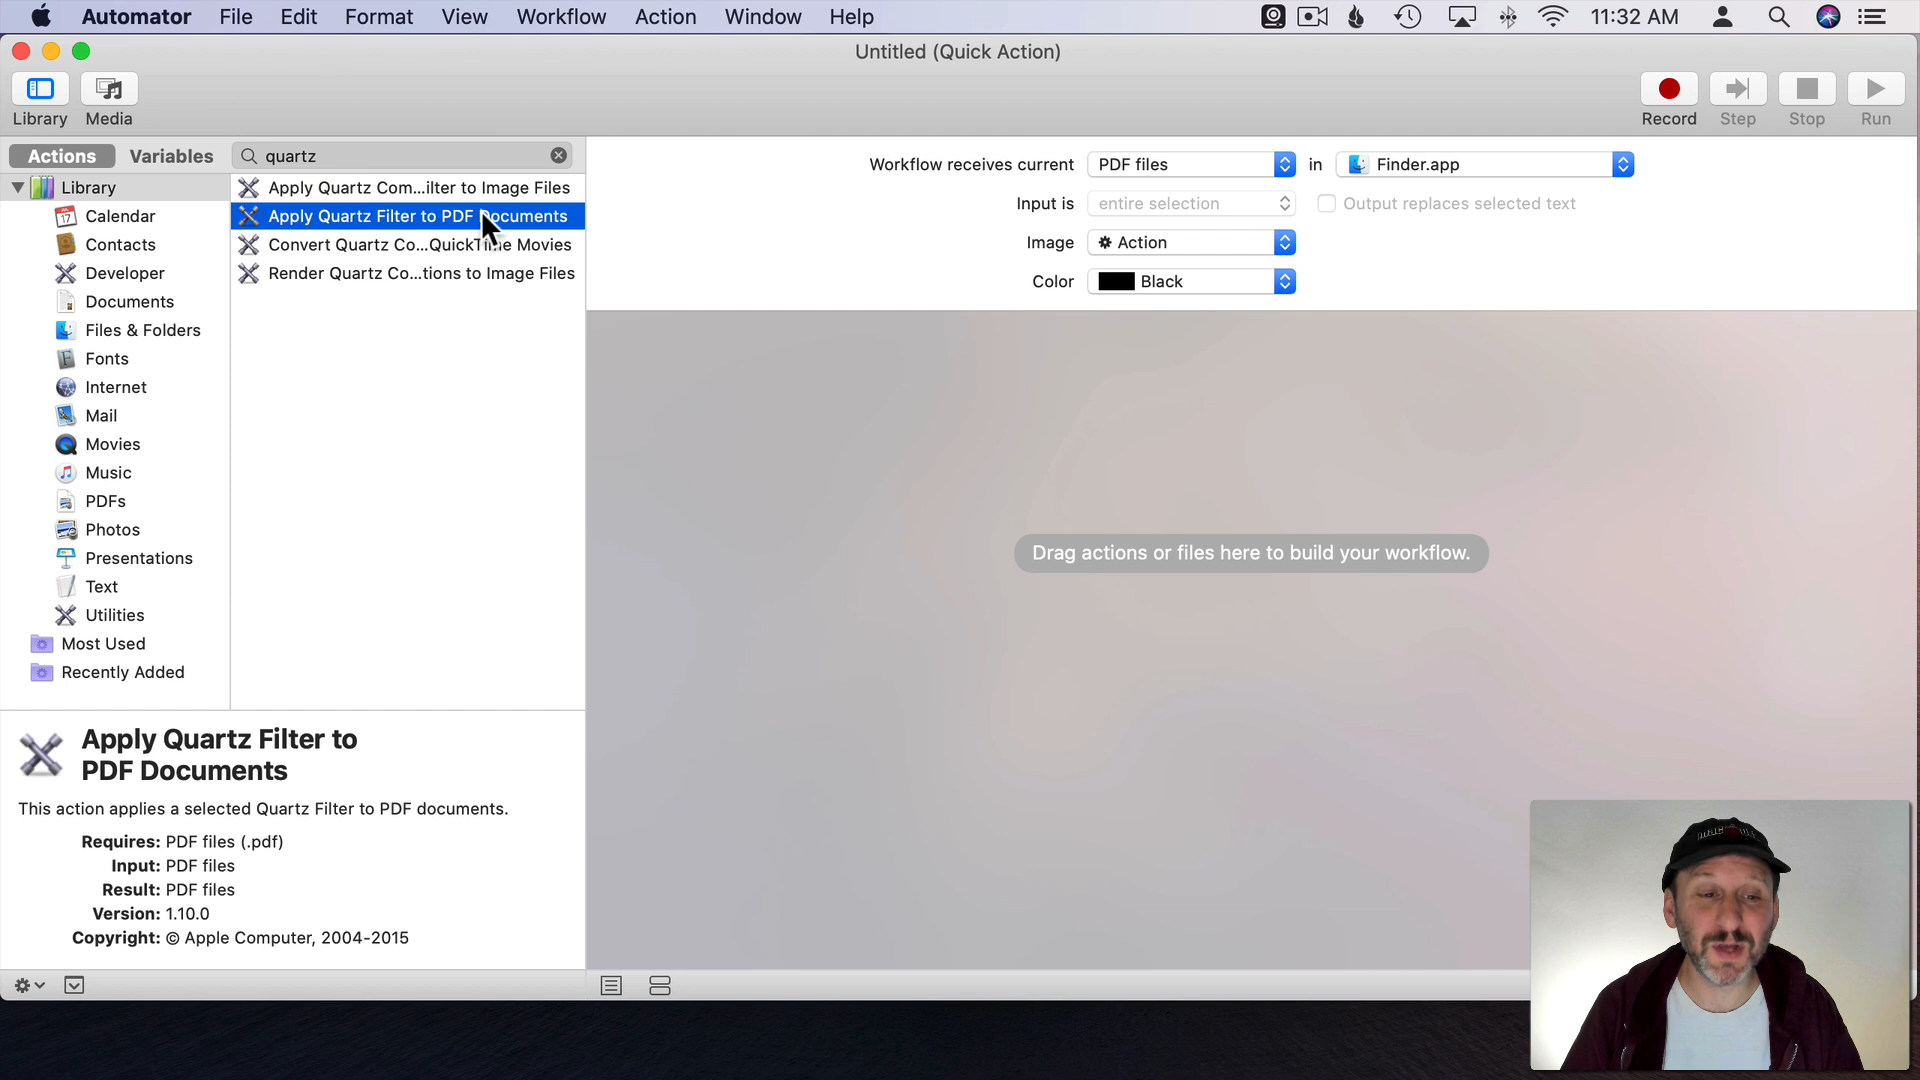 Automator File Edit Format View Workflow Action Window Help 11:32 AM
Untitled (Quick Action)
Library Media Record Step Stop Run
Actions Variables quartz
Library
Calendar
Contacts
Developer
Documents
Files & Folders
Fonts
Internet
Mail
Movies
Music
PDFs
Photos
Presentations
Text
Utilities
Most Used
Recently Added
Apply Quartz Com...ilter to Image Files
Apply Quartz Filter to PDF Documents
Convert Quartz Co...QuickTime Movies
Render Quartz Co...tions to Image Files
Workflow receives current PDF files in Finder.app
Input is entire selection Output replaces selected text
Image Action
Color Black
Drag actions or files here to build your workflow.
Apply Quartz Filter to
PDF Documents
This action applies a selected Quartz Filter to PDF documents.
Requires: PDF files (.pdf)
Input: PDF files
Result: PDF files
Version: 1.10.0
Copyright: © Apple Computer, 2004-2015